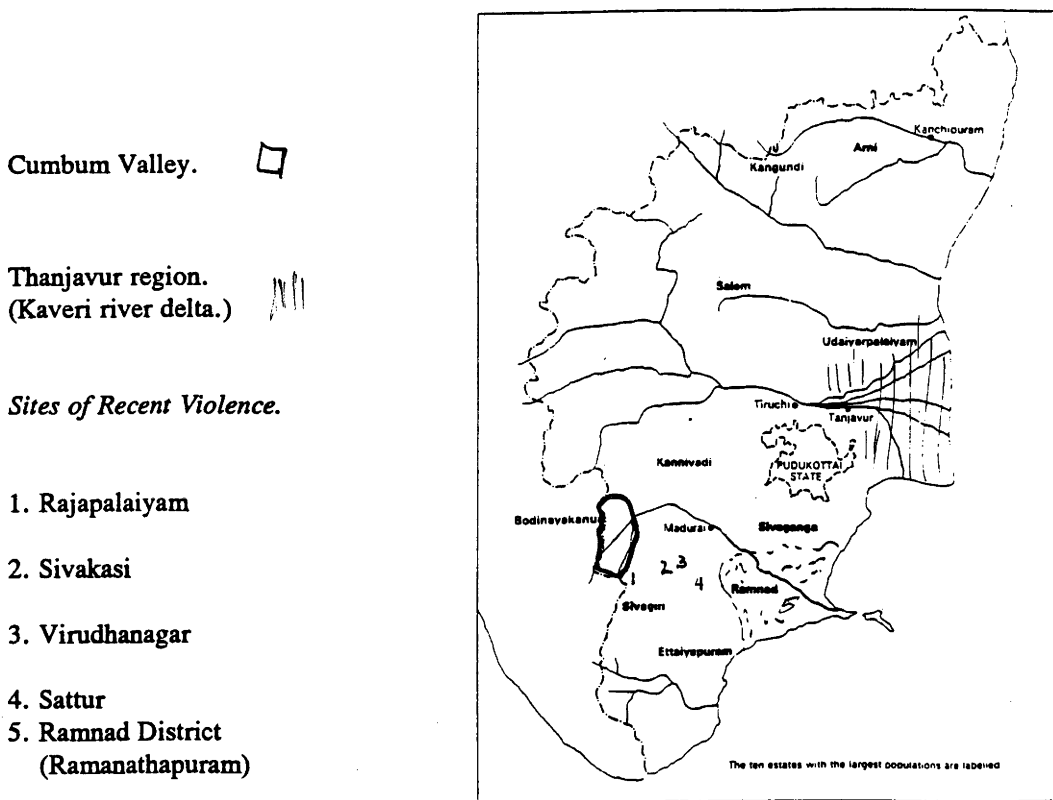 Cumbum Valley.
Thanjavur region.
(Kaveri river delta.)
Sites of Recent Violence.
1. Rajapalaiyam
2. Sivakasi
3. Virudhanagar
4. Sattur
5. Ramnad District
(Ramanathapuram)
Kanchipuram
Arni
Kangundi
Salem
Udaiyarpalaiyam
Tiruchi
Tanjavur
Kannivadi
PUDUKOTTAI
STATE
Bodinayakanu
Madurai
Sivaganga
2 3
1
4
Ramnad
5
Sivagiri
Ettaiyapuram
The ten estates with the largest populations are labelled